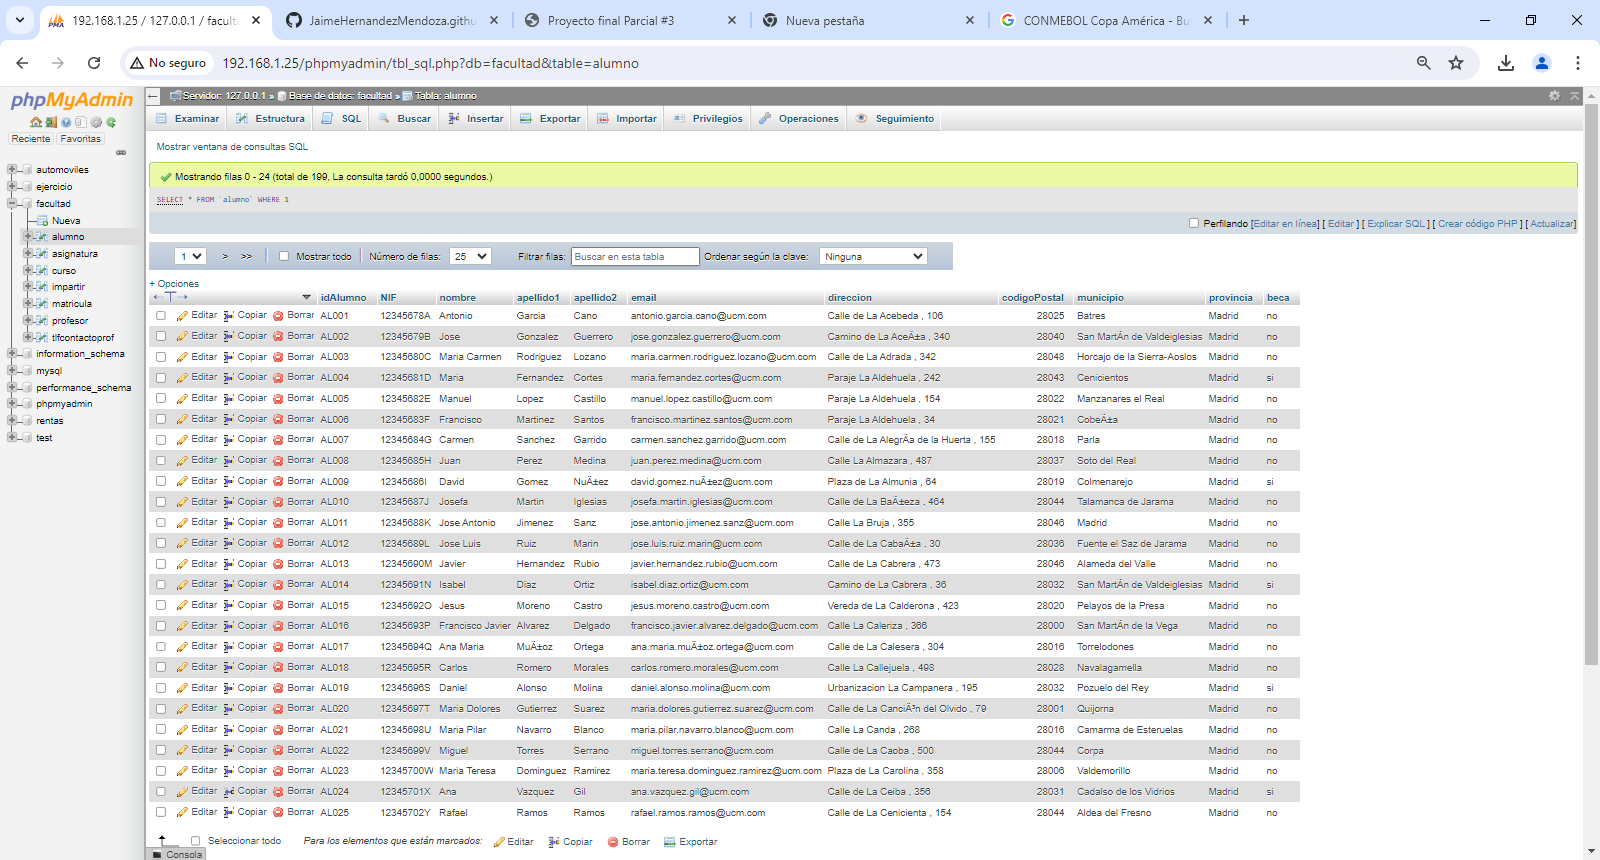 192.168.1.25 / 127.0.0.1 / faculta
JaimeHernandezMendoza.githu
Proyecto final Parcial #3
Nueva pestaña
CONMEBOL Copa América - Bu
No seguro
192.168.1.25/phpmyadmin/tbl_sql.php?db=facultad&table=alumno
phpMyAdmin
Reciente Favoritas
automoviles
ejercicio
facultad
Nueva
alumno
asignatura
curso
impartir
matricula
profesor
tlfcontactoprof
information_schema
mysql
performance_schema
phpmyadmin
rentas
test
Servidor: 127.0.0.1 » Base de datos: facultad » Tabla: alumno
Examinar Estructura SQL Buscar Insertar Exportar Importar Privilegios Operaciones Seguimiento
Mostrar ventana de consultas SQL
Mostrando filas 0 - 24 (total de 199, La consulta tardó 0,0000 segundos.)
SELECT * FROM `alumno` WHERE 1
Perfilando [Editar en línea] [ Editar ] [ Explicar SQL ] [ Crear código PHP ] [ Actualizar]
1 > >> Mostrar todo Número de filas: 25 Filtrar filas: Buscar en esta tabla Ordenar según la clave: Ninguna
+ Opciones
idAlumno NIF nombre apellido1 apellido2 email direccion codigoPostal municipio provincia beca
Editar Copiar Borrar AL001 12345678A Antonio Garcia Cano antonio.garcia.cano@ucm.com Calle de La Acebeda , 106 28025 Batres Madrid no
Editar Copiar Borrar AL002 12345679B Jose Gonzalez Guerrero jose.gonzalez.guerrero@ucm.com Camino de La AceÃ±a , 340 28040 San MartÃ­n de Valdeiglesias Madrid no
Editar Copiar Borrar AL003 12345680C Maria Carmen Rodriguez Lozano maria.carmen.rodriguez.lozano@ucm.com Calle de La Adrada , 342 28048 Horcajo de la Sierra-Aoslos Madrid no
Editar Copiar Borrar AL004 12345681D Maria Fernandez Cortes maria.fernandez.cortes@ucm.com Paraje La Aldehuela , 242 28043 Cenicientos Madrid si
Editar Copiar Borrar AL005 12345682E Manuel Lopez Castillo manuel.lopez.castillo@ucm.com Paraje La Aldehuela , 154 28022 Manzanares el Real Madrid no
Editar Copiar Borrar AL006 12345683F Francisco Martinez Santos francisco.martinez.santos@ucm.com Paraje La Aldehuela , 34 28021 CobeÃ±a Madrid no
Editar Copiar Borrar AL007 12345684G Carmen Sanchez Garrido carmen.sanchez.garrido@ucm.com Calle de La AlegrÃ­a de la Huerta , 155 28018 Parla Madrid no
Editar Copiar Borrar AL008 12345685H Juan Perez Medina juan.perez.medina@ucm.com Calle La Almazara , 487 28037 Soto del Real Madrid no
Editar Copiar Borrar AL009 12345686I David Gomez NuÃ±ez david.gomez.nuÃ±ez@ucm.com Plaza de La Almunia , 64 28019 Colmenarejo Madrid si
Editar Copiar Borrar AL010 12345687J Josefa Martin Iglesias josefa.martin.iglesias@ucm.com Calle de La BaÃ±eza , 464 28044 Talamanca de Jarama Madrid no
Editar Copiar Borrar AL011 12345688K Jose Antonio Jimenez Sanz jose.antonio.jimenez.sanz@ucm.com Calle La Bruja , 355 28046 Madrid Madrid no
Editar Copiar Borrar AL012 12345689L Jose Luis Ruiz Marin jose.luis.ruiz.marin@ucm.com Calle de La CabaÃ±a , 30 28036 Fuente el Saz de Jarama Madrid no
Editar Copiar Borrar AL013 12345690M Javier Hernandez Rubio javier.hernandez.rubio@ucm.com Calle de La Cabrera , 473 28046 Alameda del Valle Madrid no
Editar Copiar Borrar AL014 12345691N Isabel Diaz Ortiz isabel.diaz.ortiz@ucm.com Camino de La Cabrera , 36 28032 San MartÃ­n de Valdeiglesias Madrid si
Editar Copiar Borrar AL015 12345692O Jesus Moreno Castro jesus.moreno.castro@ucm.com Vereda de La Calderona , 423 28020 Pelayos de la Presa Madrid no
Editar Copiar Borrar AL016 12345693P Francisco Javier Alvarez Delgado francisco.javier.alvarez.delgado@ucm.com Calle La Caleriza , 366 28000 San MartÃ­n de la Vega Madrid no
Editar Copiar Borrar AL017 12345694Q Ana Maria MuÃ±oz Ortega ana.maria.muÃ±oz.ortega@ucm.com Calle de La Calesera , 304 28016 Torrelodones Madrid no
Editar Copiar Borrar AL018 12345695R Carlos Romero Morales carlos.romero.morales@ucm.com Calle La Callejuela , 498 28028 Navalagamella Madrid no
Editar Copiar Borrar AL019 12345696S Daniel Alonso Molina daniel.alonso.molina@ucm.com Urbanizacion La Campanera , 195 28032 Pozuelo del Rey Madrid si
Editar Copiar Borrar AL020 12345697T Maria Dolores Gutierrez Suarez maria.dolores.gutierrez.suarez@ucm.com Calle de La CanciÃ³n del Olvido , 79 28001 Quijorna Madrid no
Editar Copiar Borrar AL021 12345698U Maria Pilar Navarro Blanco maria.pilar.navarro.blanco@ucm.com Calle La Canda , 268 28016 Camarma de Esteruelas Madrid no
Editar Copiar Borrar AL022 12345699V Miguel Torres Serrano miguel.torres.serrano@ucm.com Calle de La Caoba , 500 28044 Corpa Madrid no
Editar Copiar Borrar AL023 12345700W Maria Teresa Dominguez Ramirez maria.teresa.dominguez.ramirez@ucm.com Plaza de La Carolina , 358 28006 Valdemorillo Madrid no
Editar Copiar Borrar AL024 12345701X Ana Vazquez Gil ana.vazquez.gil@ucm.com Calle de La Ceiba , 356 28031 Cadalso de los Vidrios Madrid si
Editar Copiar Borrar AL025 12345702Y Rafael Ramos Ramos rafael.ramos.ramos@ucm.com Calle de La Cenicienta , 154 28044 Aldea del Fresno Madrid no
Seleccionar todo Para los elementos que están marcados: Editar Copiar Borrar Exportar
Consola